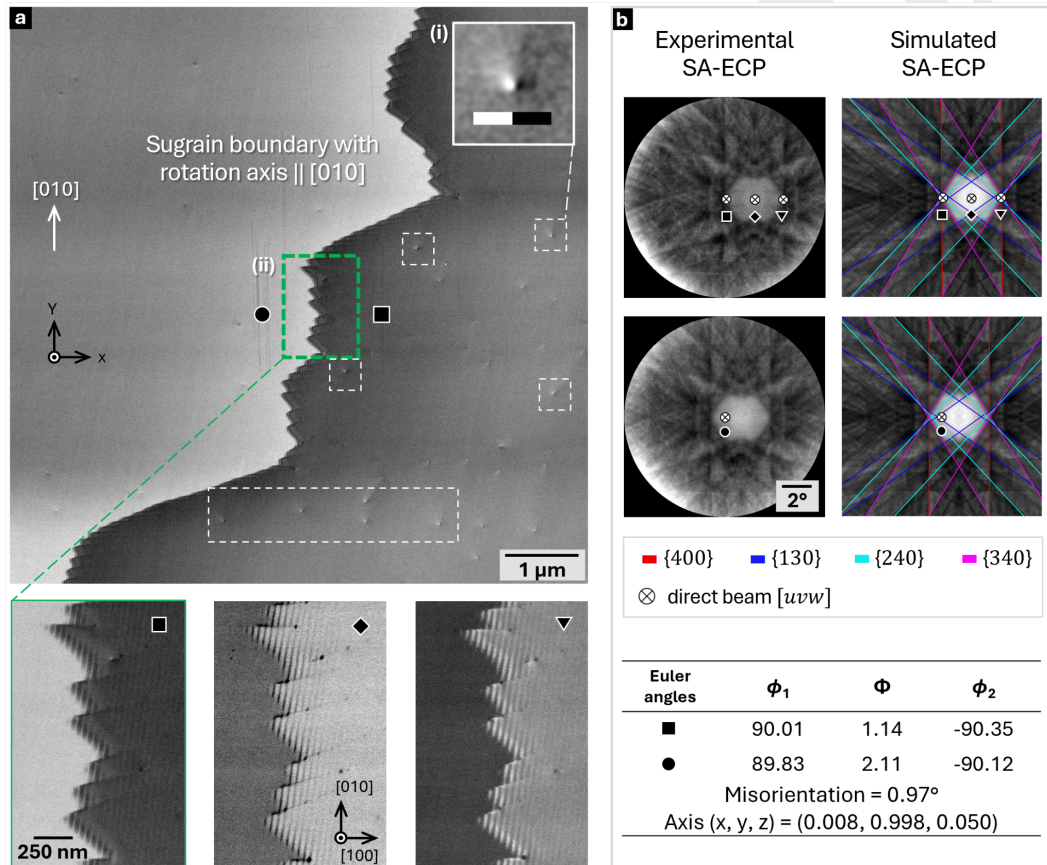 a
(i)
Sugrain boundary with
rotation axis || [010]
[010]
(ii)
Y
x
1 µm
250 nm
[010]
[100]
b
Experimental
SA-ECP
Simulated
SA-ECP
2°
{400} {130} {240} {340}
direct beam [uvw]
Euler
angles
ϕ₁ Φ ϕ₂
90.01 1.14 -90.35
89.83 2.11 -90.12
Misorientation = 0.97°
Axis (x, y, z) = (0.008, 0.998, 0.050)